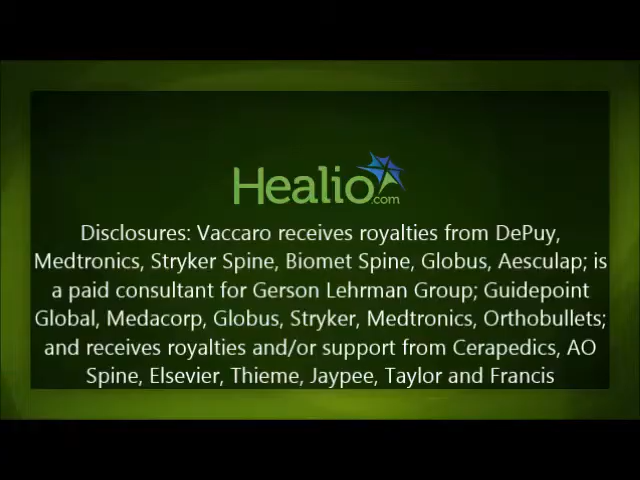 Healio.com
Disclosures: Vaccaro receives royalties from DePuy,
Medtronics, Stryker Spine, Biomet Spine, Globus, Aesculap; is
a paid consultant for Gerson Lehrman Group; Guidepoint
Global, Medacorp, Globus, Stryker, Medtronics, Orthobullets;
and receives royalties and/or support from Cerapedics, AO
Spine, Elsevier, Thieme, Jaypee, Taylor and Francis